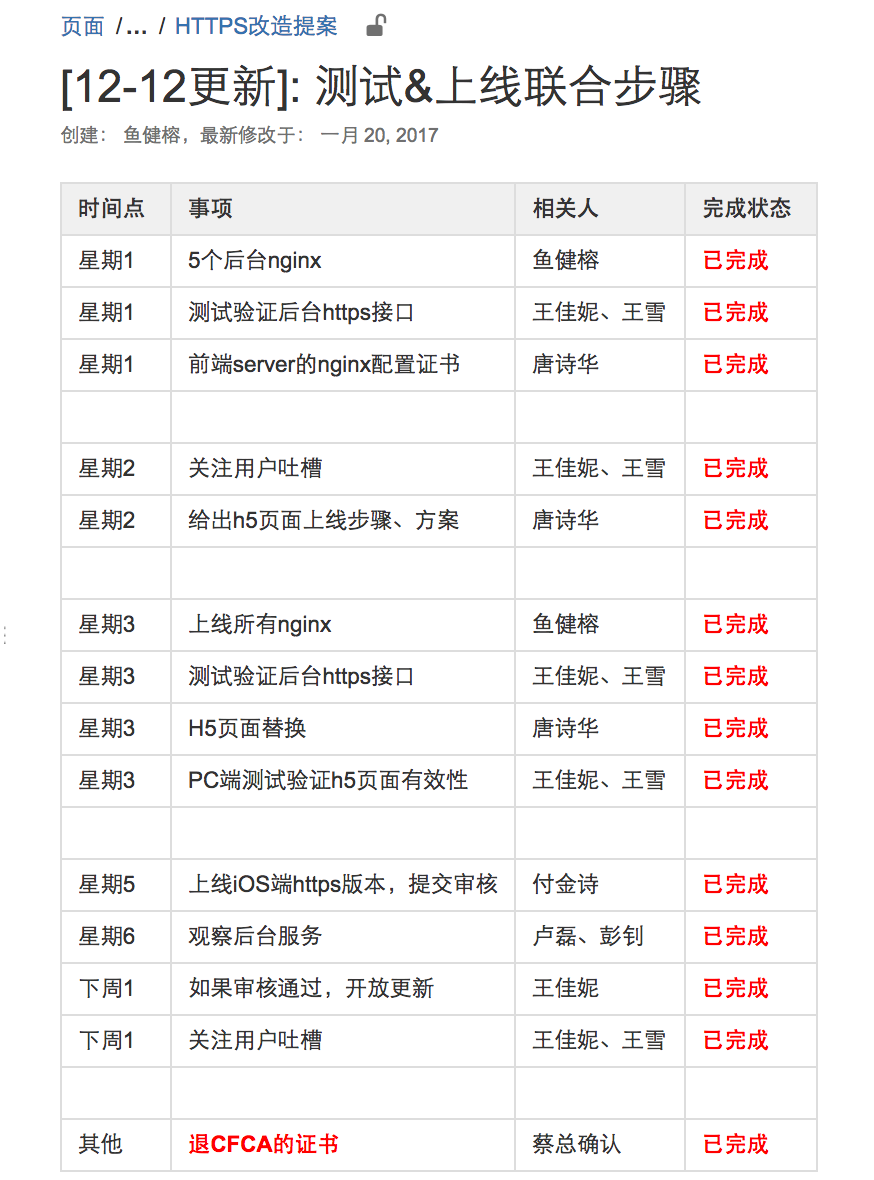 页面 /... / HTTPS改造提案
[12-12更新]: 测试&上线联合步骤
创建： 鱼健榕，最新修改于： 一月 20, 2017
时间点 事项 相关人 完成状态
星期1 5个后台nginx 鱼健榕 已完成
星期1 测试验证后台https接口 王佳妮、王雪 已完成
星期1 前端server的nginx配置证书 唐诗华 已完成
星期2 关注用户吐槽 王佳妮、王雪 已完成
星期2 给出h5页面上线步骤、方案 唐诗华 已完成
星期3 上线所有nginx 鱼健榕 已完成
星期3 测试验证后台https接口 王佳妮、王雪 已完成
星期3 H5页面替换 唐诗华 已完成
星期3 PC端测试验证h5页面有效性 王佳妮、王雪 已完成
星期5 上线iOS端https版本，提交审核 付金诗 已完成
星期6 观察后台服务 卢磊、彭钊 已完成
下周1 如果审核通过，开放更新 王佳妮 已完成
下周1 关注用户吐槽 王佳妮、王雪 已完成
其他 退CFCA的证书 蔡总确认 已完成